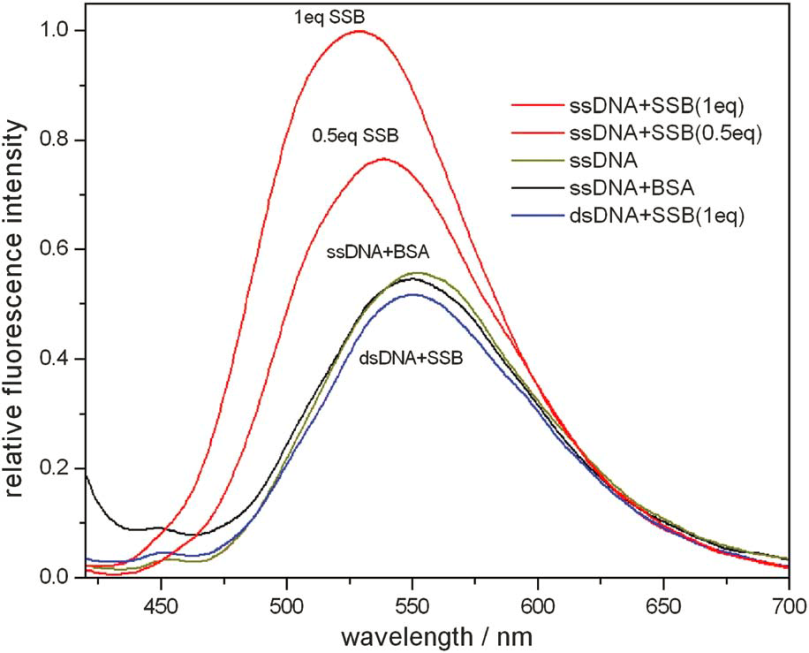 1eq SSB
0.5eq SSB
ssDNA+BSA
dsDNA+SSB
ssDNA+SSB(1eq)
ssDNA+SSB(0.5eq)
ssDNA
ssDNA+BSA
dsDNA+SSB(1eq)
relative fluorescence intensity
1.0
0.8
0.6
0.4
0.2
0.0
450 500 550 600 650 700
wavelength / nm